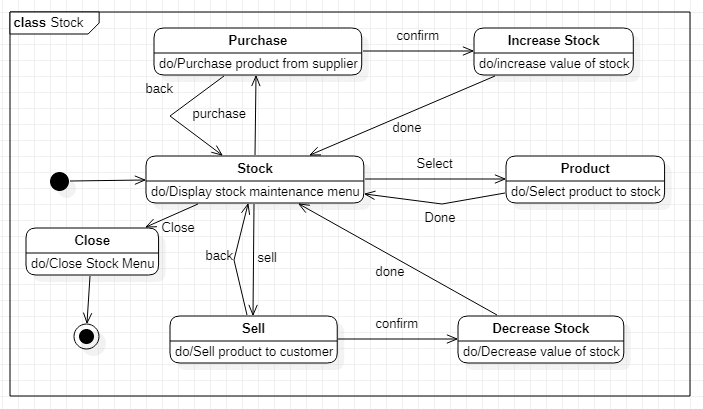 class Stock
Purchase
do/Purchase product from supplier
confirm
Increase Stock
do/increase value of stock
back
purchase
done
Stock
do/Display stock maintenance menu
Select
Product
do/Select product to stock
Done
Close
Close
do/Close Stock Menu
back
sell
done
Sell
do/Sell product to customer
confirm
Decrease Stock
do/Decrease value of stock